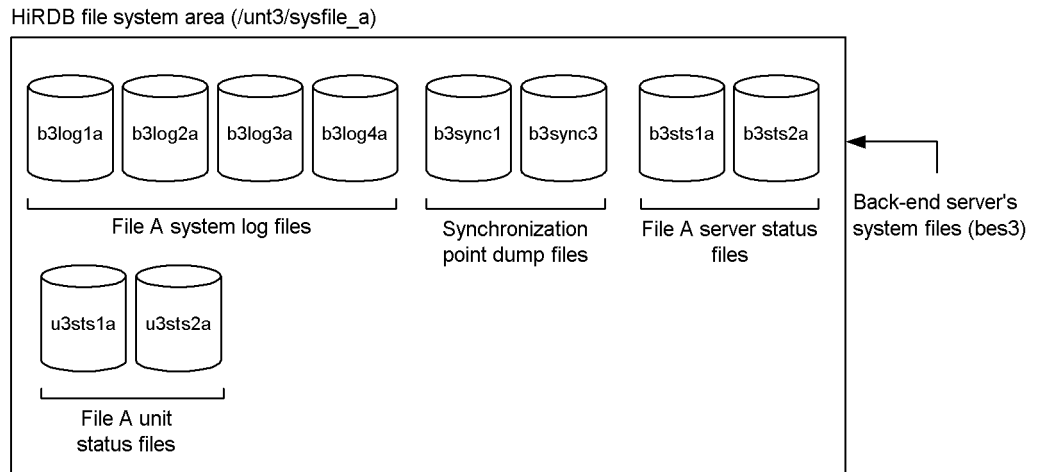 HiRDB file system area (/unt3/sysfile_a)
b3log1a b3log2a b3log3a b3log4a b3sync1 b3sync3 b3sts1a b3sts2a
File A system log files
Synchronization
point dump files
File A server status
files
Back-end server's
system files (bes3)
u3sts1a u3sts2a
File A unit
status files